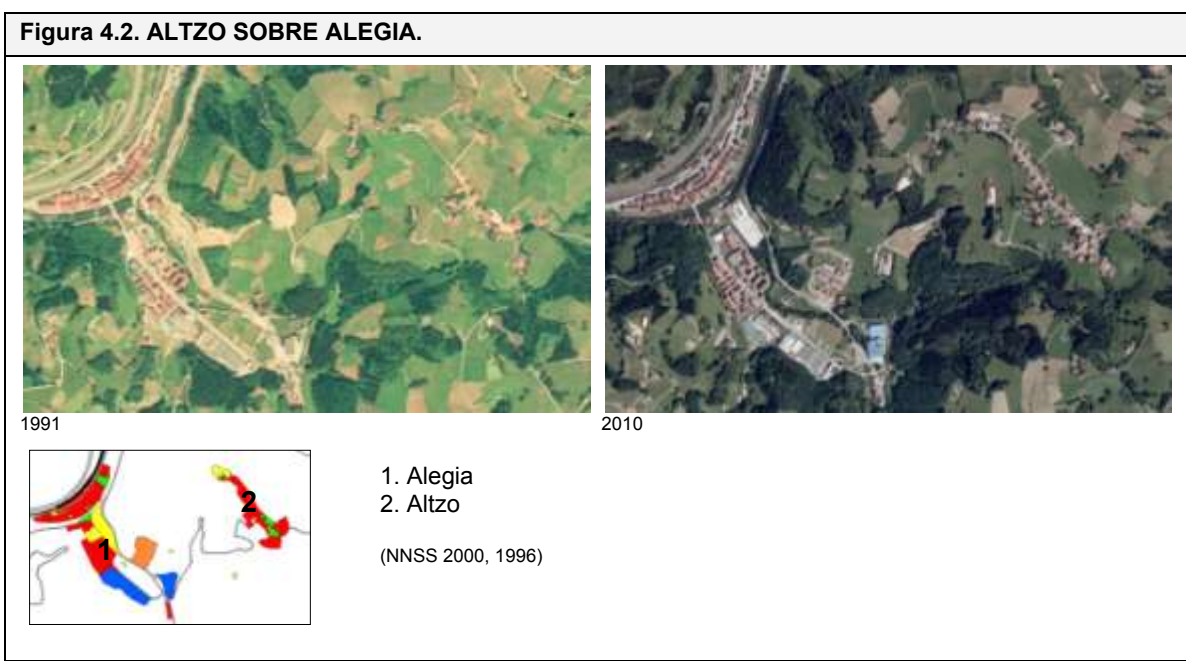 Figura 4.2. ALTZO SOBRE ALEGIA.
1991
2010
1
2
1. Alegia
2. Altzo
(NNSS 2000, 1996)